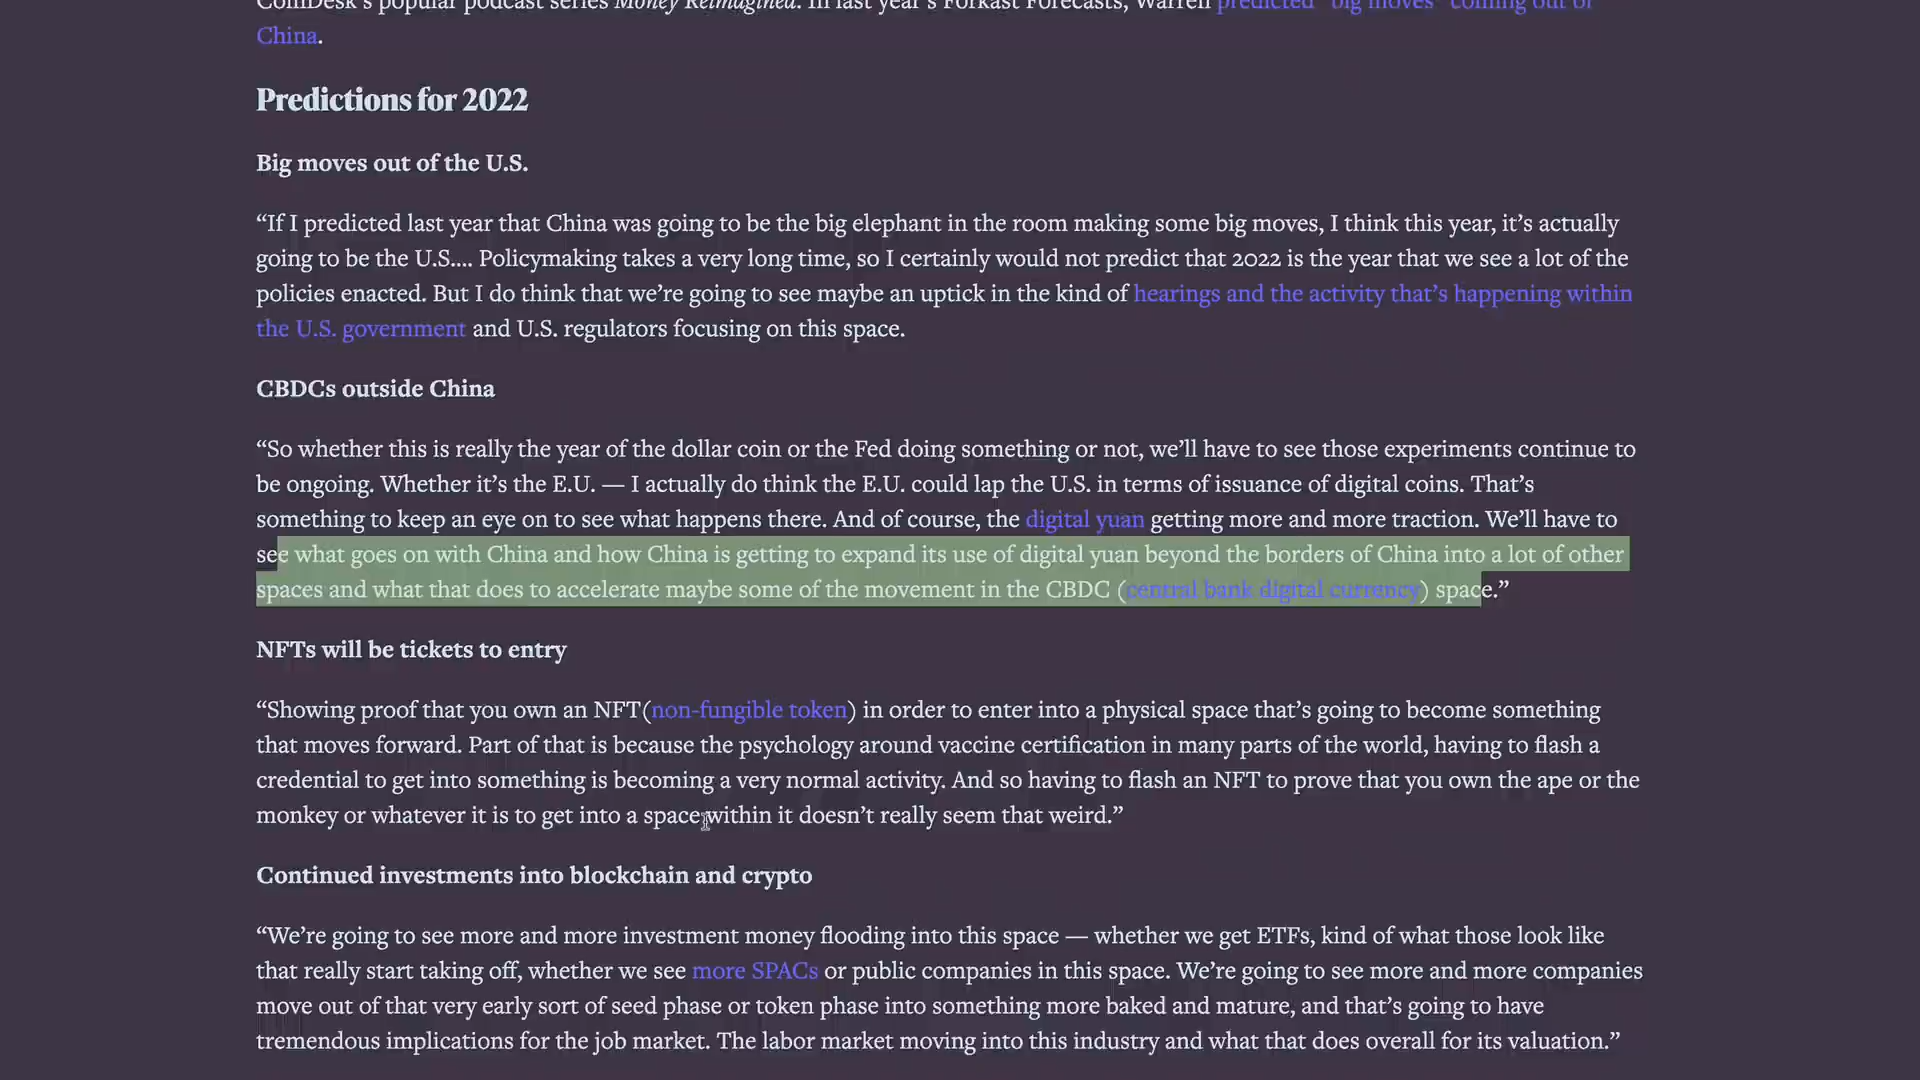 CoinDesk's popular podcast series Money Reimagined. In last year's Forkast Forecasts, Warren predicted "big moves" coming out of
China.
Predictions for 2022
Big moves out of the U.S.
“If I predicted last year that China was going to be the big elephant in the room making some big moves, I think this year, it’s actually
going to be the U.S.... Policymaking takes a very long time, so I certainly would not predict that 2022 is the year that we see a lot of the
policies enacted. But I do think that we’re going to see maybe an uptick in the kind of hearings and the activity that’s happening within
the U.S. government and U.S. regulators focusing on this space.
CBDCs outside China
“So whether this is really the year of the dollar coin or the Fed doing something or not, we’ll have to see those experiments continue to
be ongoing. Whether it’s the E.U. — I actually do think the E.U. could lap the U.S. in terms of issuance of digital coins. That’s
something to keep an eye on to see what happens there. And of course, the digital yuan getting more and more traction. We’ll have to
see what goes on with China and how China is getting to expand its use of digital yuan beyond the borders of China into a lot of other
spaces and what that does to accelerate maybe some of the movement in the CBDC (central bank digital currency) space.”
NFTs will be tickets to entry
“Showing proof that you own an NFT(non-fungible token) in order to enter into a physical space that’s going to become something
that moves forward. Part of that is because the psychology around vaccine certification in many parts of the world, having to flash a
credential to get into something is becoming a very normal activity. And so having to flash an NFT to prove that you own the ape or the
monkey or whatever it is to get into a space within it doesn’t really seem that weird.”
Continued investments into blockchain and crypto
“We’re going to see more and more investment money flooding into this space — whether we get ETFs, kind of what those look like
that really start taking off, whether we see more SPACs or public companies in this space. We’re going to see more and more companies
move out of that very early sort of seed phase or token phase into something more baked and mature, and that’s going to have
tremendous implications for the job market. The labor market moving into this industry and what that does overall for its valuation.”